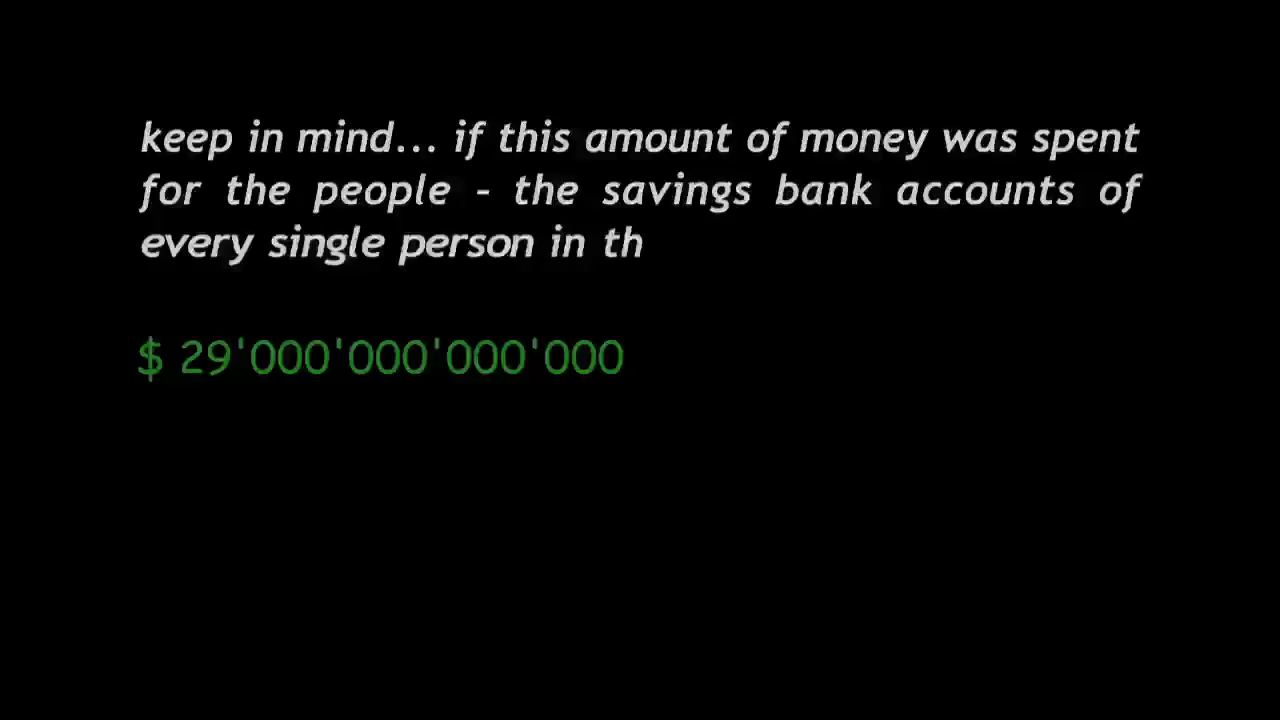 keep in mind... if this amount of money was spent
for the people - the savings bank accounts of
every single person in th
$ 29'000'000'000'000